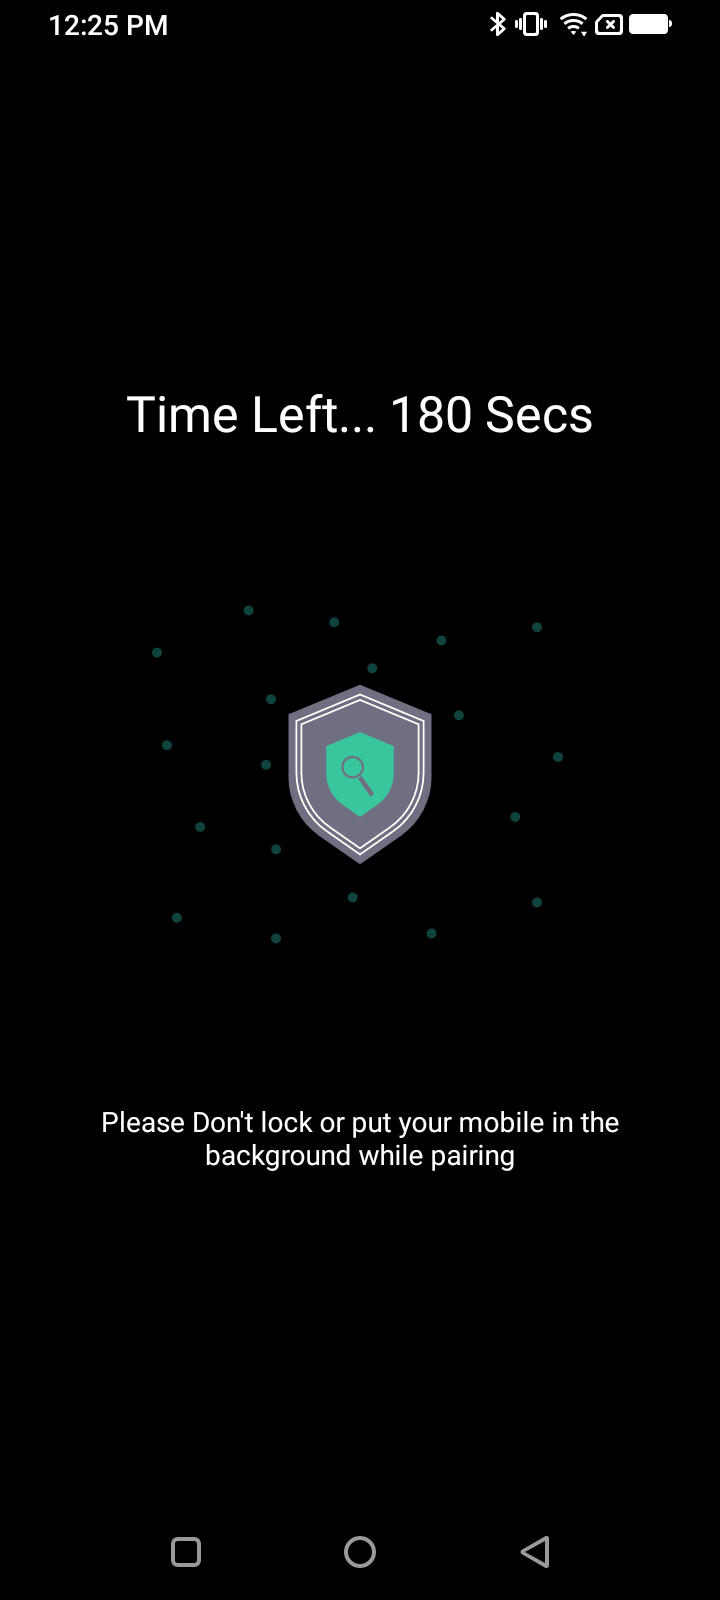 12:25 PM
Time Left... 180 Secs
Please Don't lock or put your mobile in the
background while pairing